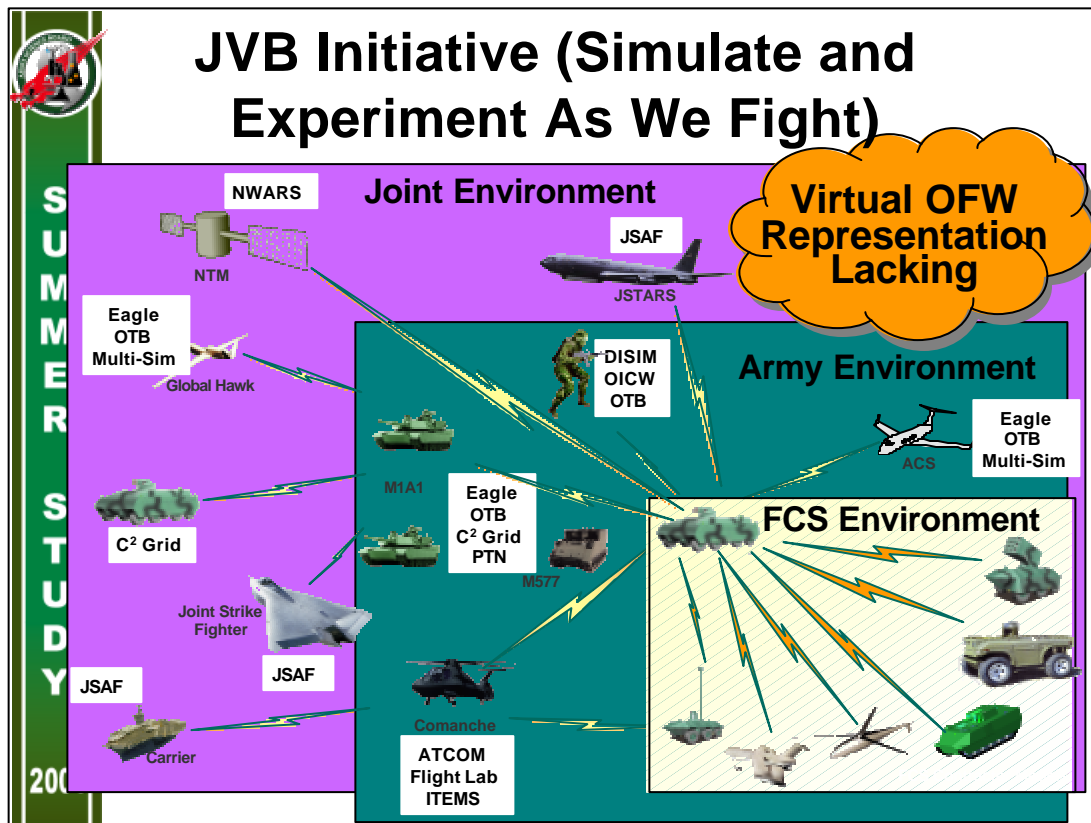 JVB Initiative (Simulate and
Experiment As We Fight)
SUMMER STUDY
200
Joint Environment
Virtual OFW
Representation
Lacking
NWARS
NTM
JSAF
JSTARS
Eagle
OTB
Multi-Sim
Global Hawk
DISIM
OICW
OTB
Army Environment
ACS
Eagle
OTB
Multi-Sim
M1A1
C² Grid
Eagle
OTB
C² Grid
PTN
M577
FCS Environment
Joint Strike
Fighter
JSAF
JSAF
Carrier
Comanche
ATCOM
Flight Lab
ITEMS